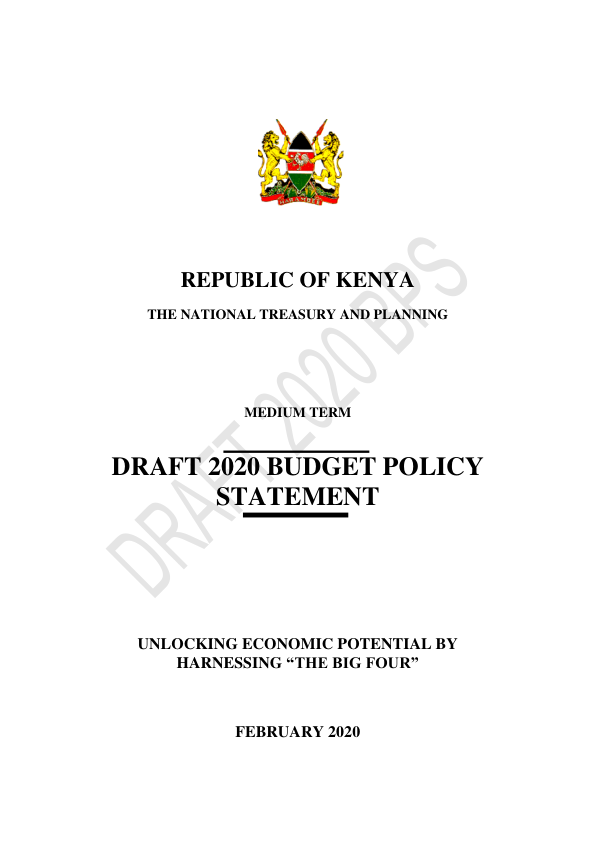 HARAMBEE
REPUBLIC OF KENYA
THE NATIONAL TREASURY AND PLANNING
MEDIUM TERM
DRAFT 2020 BUDGET POLICY
STATEMENT
UNLOCKING ECONOMIC POTENTIAL BY
HARNESSING “THE BIG FOUR”
FEBRUARY 2020
DRAFT 2020 BPS